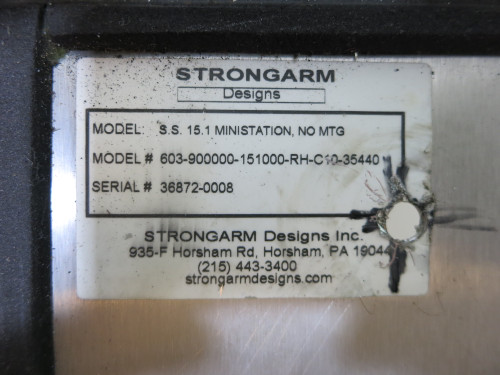 STRONGARM
Designs
MODEL: S.S. 15.1 MINISTATION, NO MTG
MODEL # 603-900000-151000-RH-C10-35440
SERIAL # 36872-0008
STRONGARM Designs Inc.
935-F Horsham Rd, Horsham, PA 19044
(215) 443-3400
strongarmdesigns.com